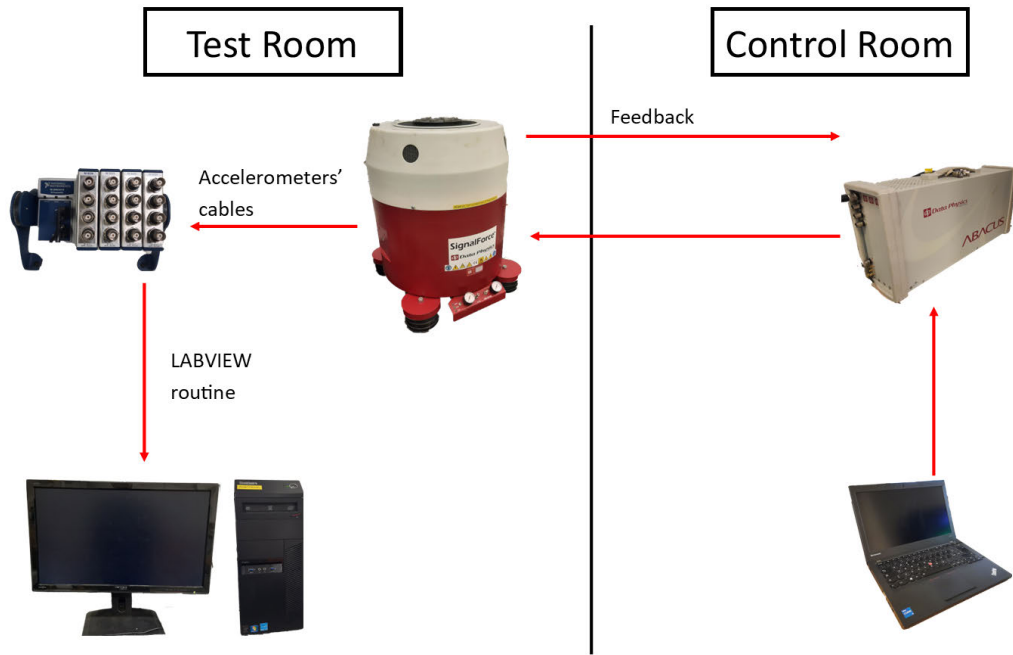 Test Room
Control Room
Feedback
Accelerometers’
cables
SignalForce
Data Physics
Data Physics
ABACUS
LABVIEW
routine